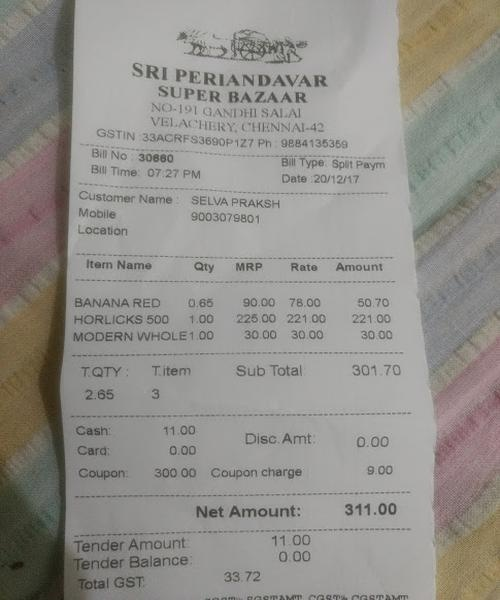 SRI PERIANDAVAR
SUPER BAZAAR
NO-191 GANDHI SALAI
VELACHERY, CHENNAI-42
GSTIN :33ACRFS3690P1Z7 Ph : 9884135359
Bill No : 30660 Bill Type: Split Paym
Bill Time: 07:27 PM Date :20/12/17
Customer Name : SELVA PRAKSH
Mobile 9003079801
Location
Item Name Qty MRP Rate Amount
BANANA RED 0.65 90.00 78.00 50.70
HORLICKS 500 1.00 225.00 221.00 221.00
MODERN WHOLE 1.00 30.00 30.00 30.00
T.QTY : T.item Sub Total: 301.70
2.65 3
Cash: 11.00 Disc.Amt: 0.00
Card: 0.00
Coupon: 300.00 Coupon charge 9.00
Net Amount: 311.00
Tender Amount: 11.00
Tender Balance: 0.00
Total GST: 33.72
SGSTAMT CGST% CGSTAMT